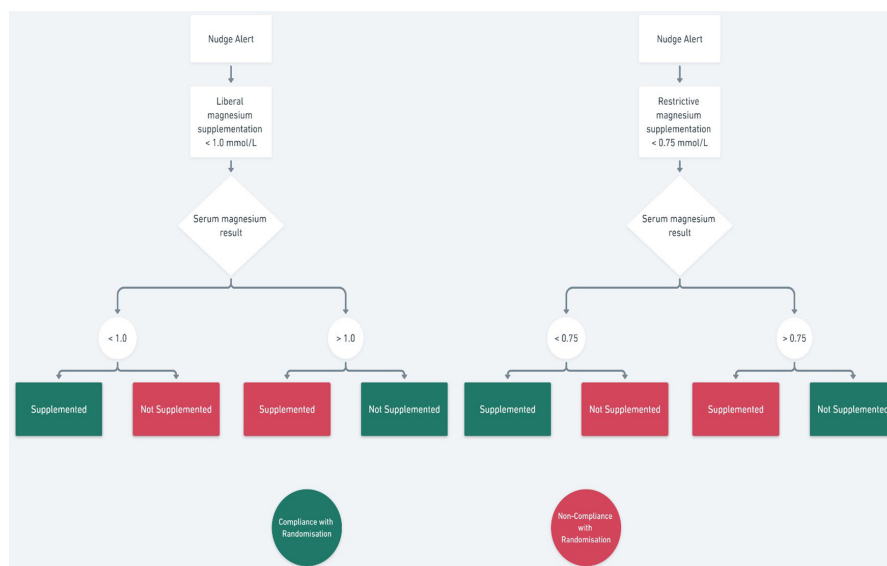 Nudge Alert
Liberal
magnesium
supplementation
< 1.0 mmol/L
Serum magnesium
result
< 1.0
> 1.0
Supplemented
Not Supplemented
Supplemented
Not Supplemented
Nudge Alert
Restrictive
magnesium
supplementation
< 0.75 mmol/L
Serum magnesium
result
< 0.75
> 0.75
Supplemented
Not Supplemented
Supplemented
Not Supplemented
Compliance with
Randomisation
Non-Compliance
with
Randomisation